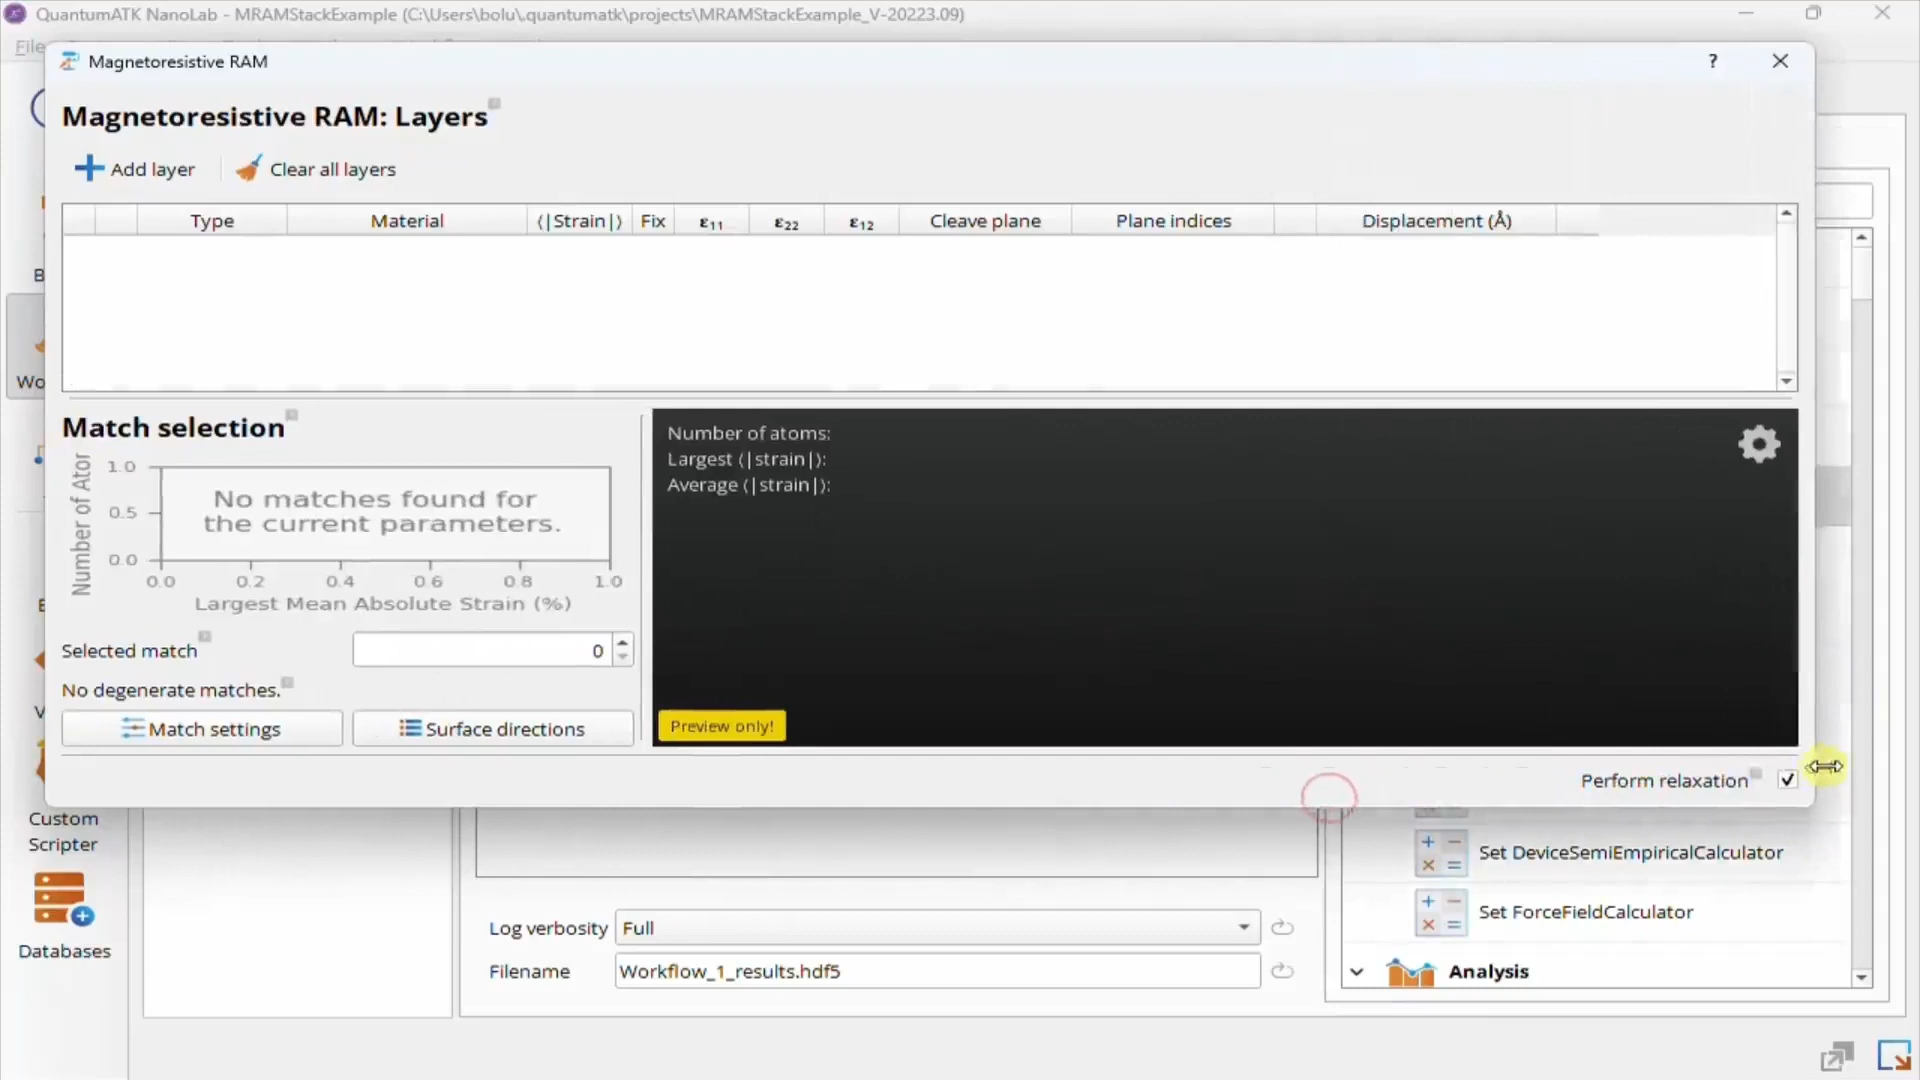 QuantumATK NanoLab - MRAMStackExample (C:\Users\bolu\.quantumatk\projects\MRAMStackExample_V-20223.09)
File
Magnetoresistive RAM
?
Magnetoresistive RAM: Layers
Add layer
Clear all layers
Type Material ⟨|Strain|⟩ Fix ε₁₁ ε₂₂ ε₁₂ Cleave plane Plane indices Displacement (Å)
B
Wo
Match selection
Number of Ator
1.0
0.5
0.0
No matches found for
the current parameters.
0.0 0.2 0.4 0.6 0.8 1.0
Largest Mean Absolute Strain (%)
Selected match 0
No degenerate matches.
Match settings
Surface directions
Number of atoms:
Largest ⟨|strain|⟩:
Average ⟨|strain|⟩:
Preview only!
Perform relaxation
Custom
Scripter
Databases
Log verbosity Full
Filename Workflow_1_results.hdf5
Set DeviceSemiEmpiricalCalculator
Set ForceFieldCalculator
Analysis